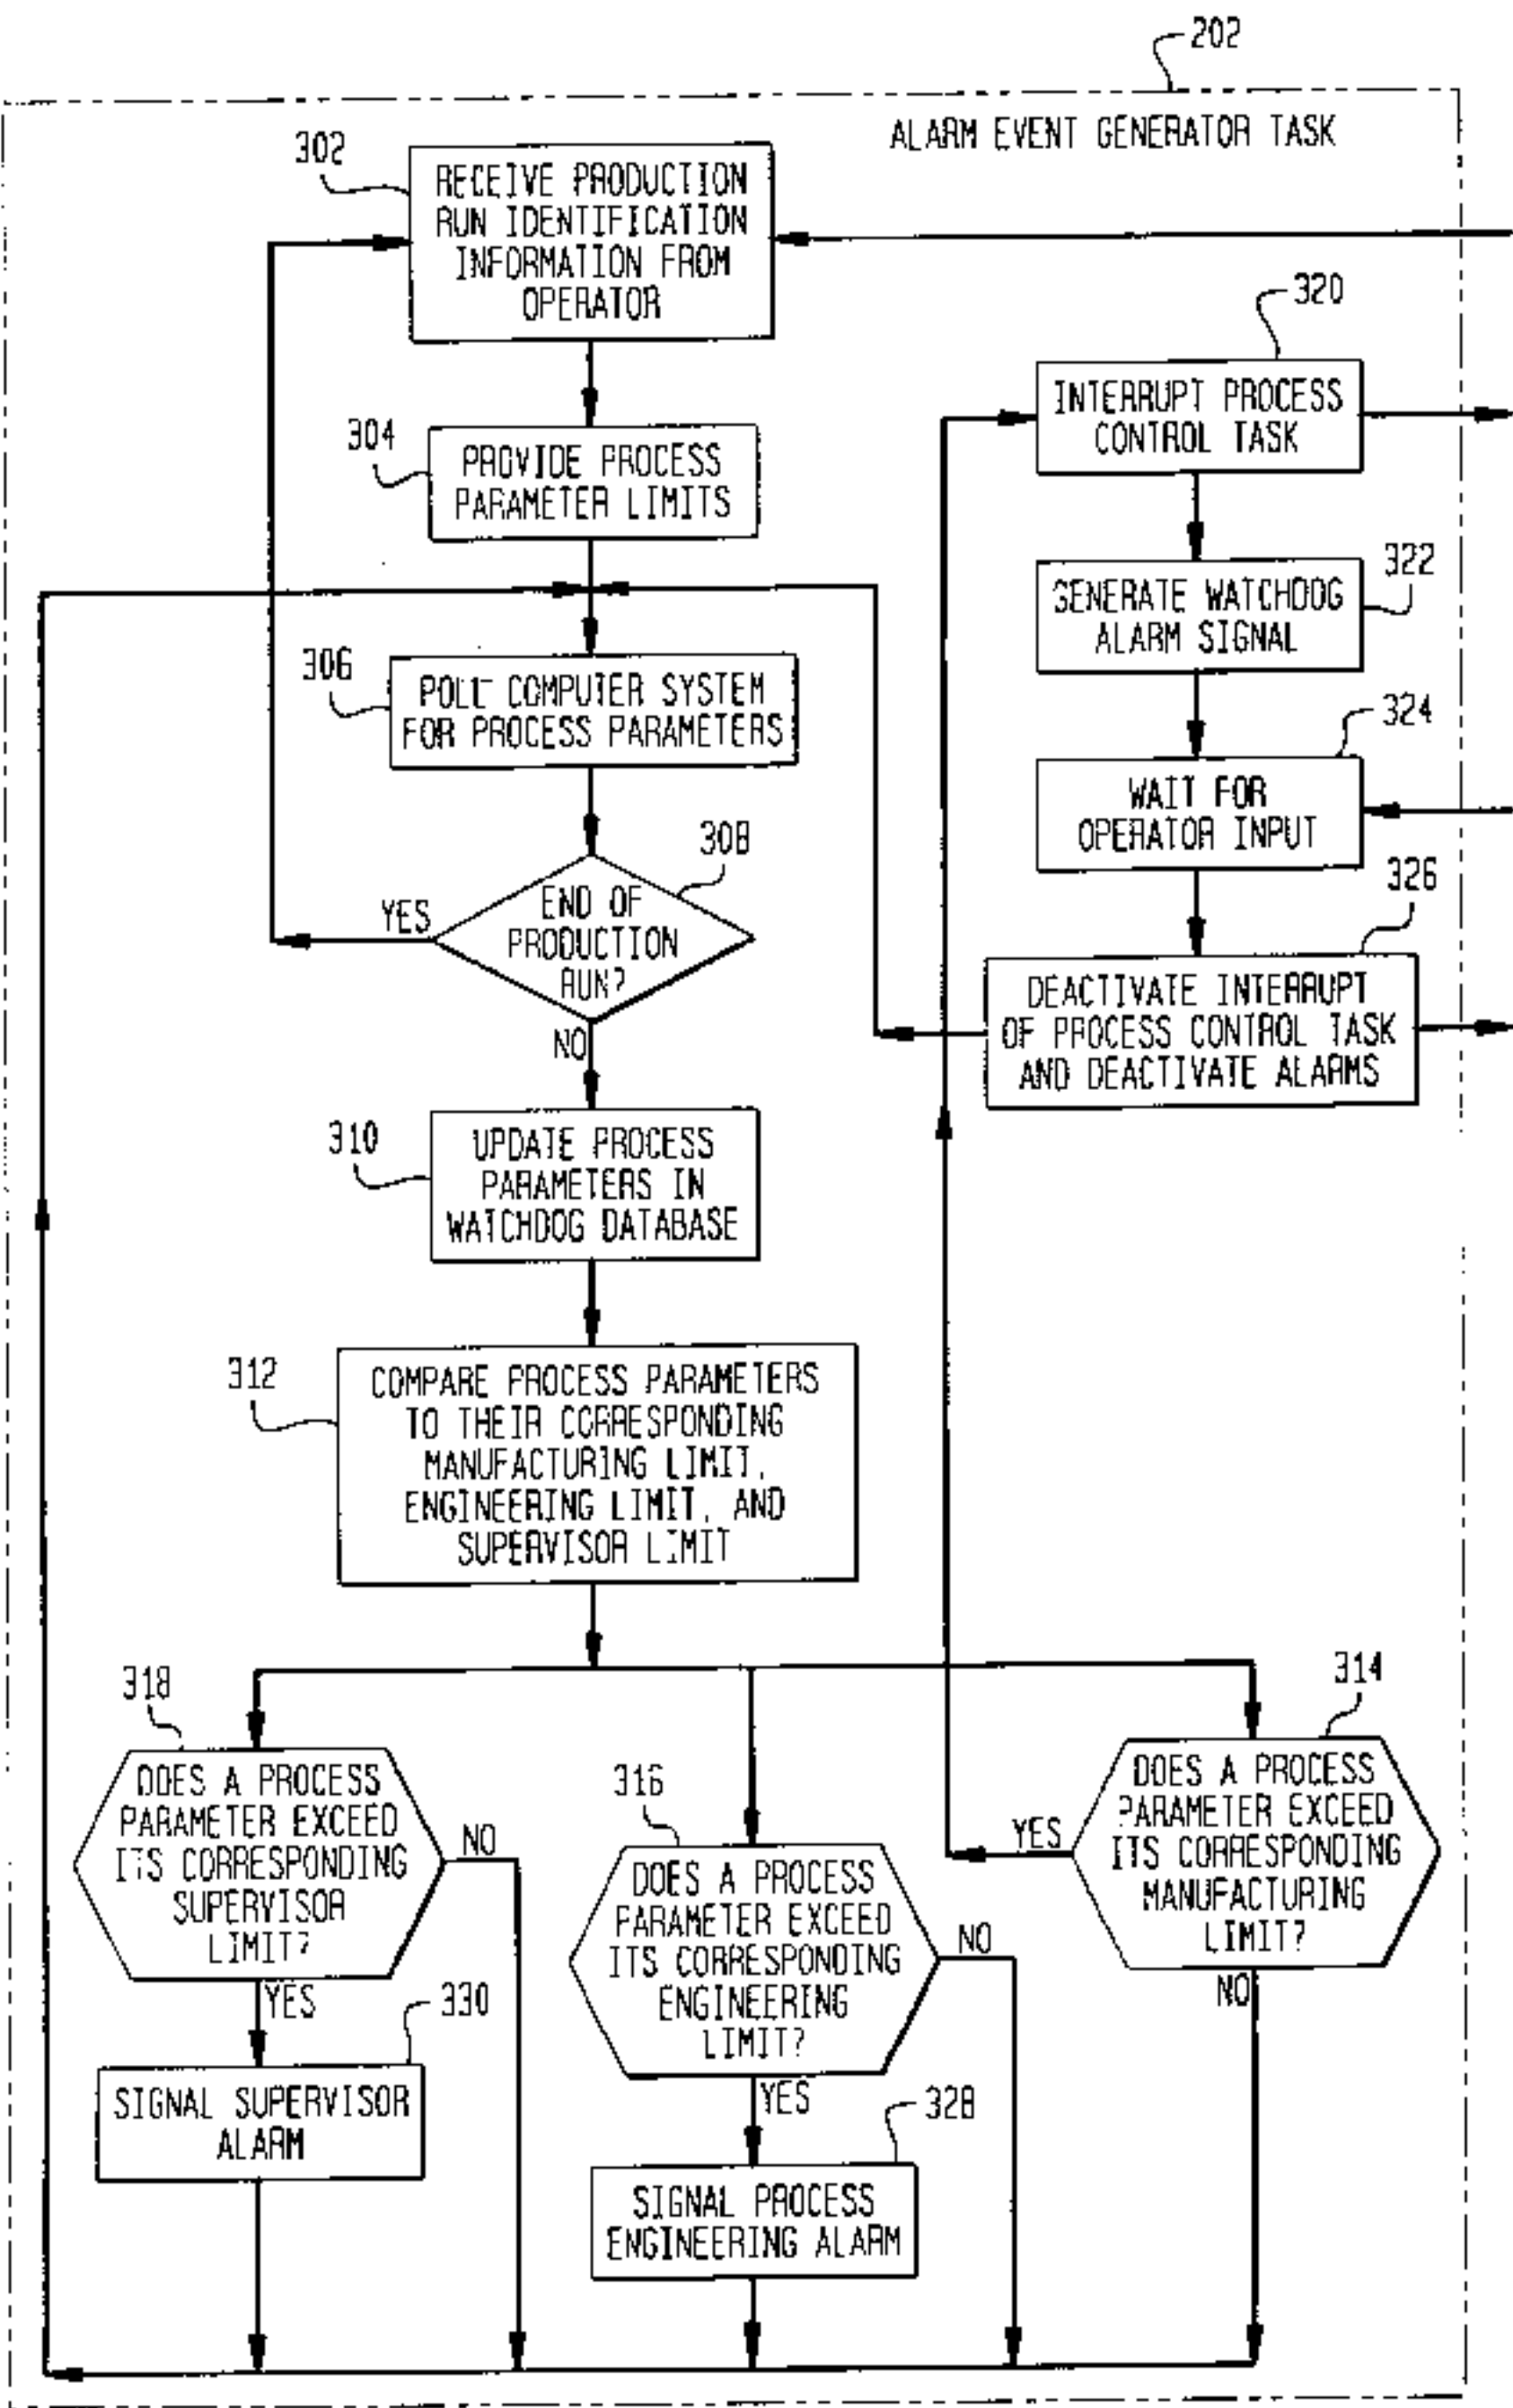 202
ALARM EVENT GENERATOR TASK
302
RECEIVE PRODUCTION
RUN IDENTIFICATION
INFORMATION FROM
OPERATOR
304
PROVIDE PROCESS
PARAMETER LIMITS
306
POLL COMPUTER SYSTEM
FOR PROCESS PARAMETERS
308
END OF
PRODUCTION
RUN?
YES
NO
310
UPDATE PROCESS
PARAMETERS IN
WATCHDOG DATABASE
312
COMPARE PROCESS PARAMETERS
TO THEIR CORRESPONDING
MANUFACTURING LIMIT,
ENGINEERING LIMIT, AND
SUPERVISOR LIMIT
320
INTERRUPT PROCESS
CONTROL TASK
322
GENERATE WATCHDOG
ALARM SIGNAL
324
WAIT FOR
OPERATOR INPUT
326
DEACTIVATE INTERRUPT
OF PROCESS CONTROL TASK
AND DEACTIVATE ALARMS
318
DOES A PROCESS
PARAMETER EXCEED
ITS CORRESPONDING
SUPERVISOR
LIMIT?
NO
YES
330
SIGNAL SUPERVISOR
ALARM
316
DOES A PROCESS
PARAMETER EXCEED
ITS CORRESPONDING
ENGINEERING
LIMIT?
NO
YES
328
SIGNAL PROCESS
ENGINEERING ALARM
314
DOES A PROCESS
PARAMETER EXCEED
ITS CORRESPONDING
MANUFACTURING
LIMIT?
YES
NO